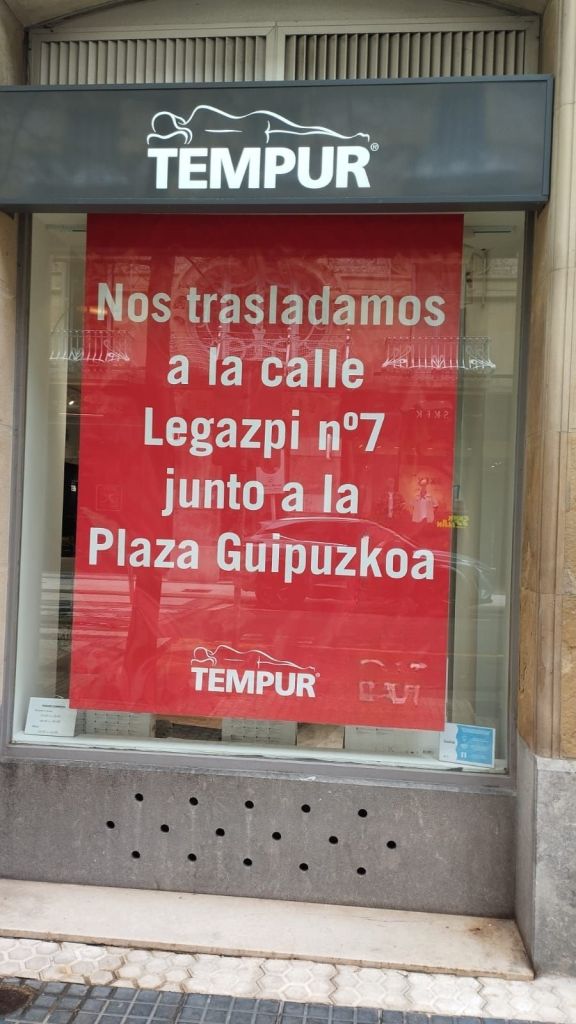 TEMPUR®
Nos trasladamos
a la calle
Legazpi nº7
junto a la
Plaza Guipuzkoa
TEMPUR®